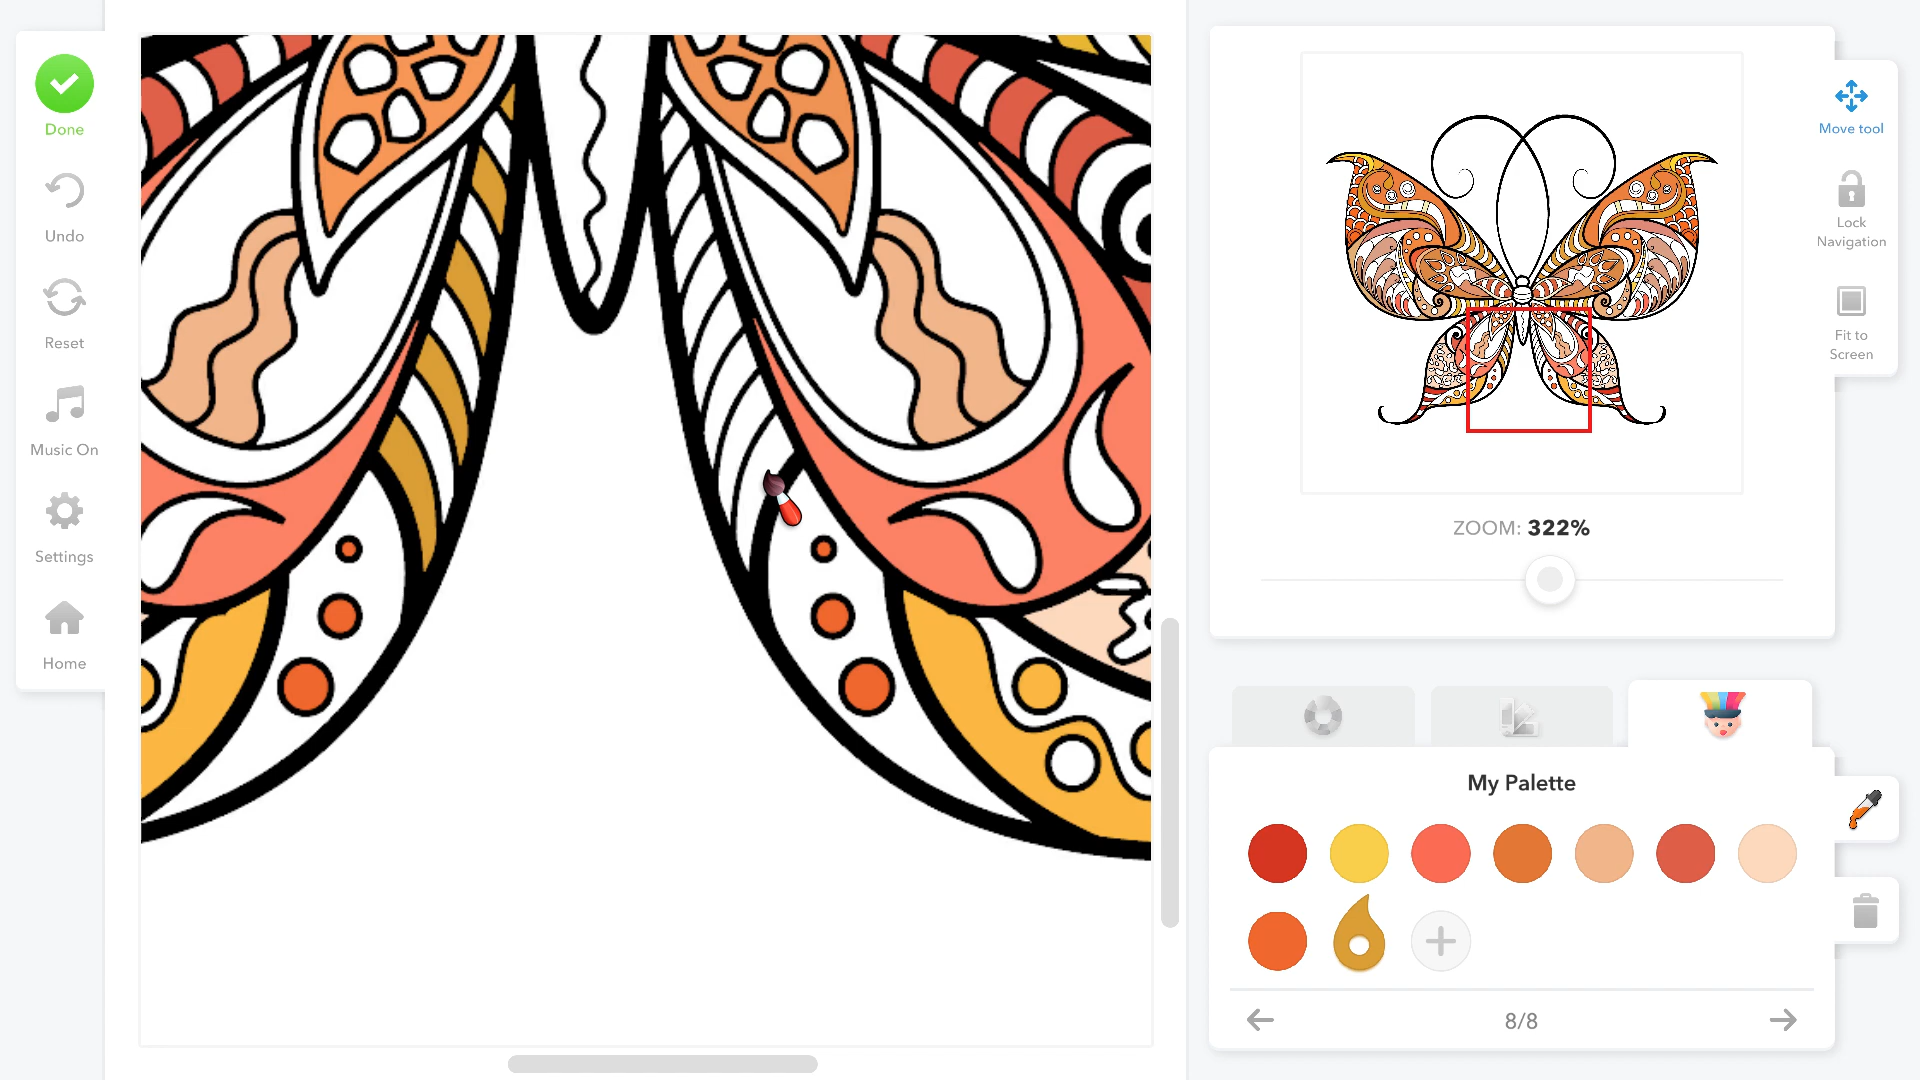 Done
Undo
Reset
Music On
Settings
Home
Move tool
Lock
Navigation
Fit to
Screen
ZOOM: 322%
My Palette
8/8